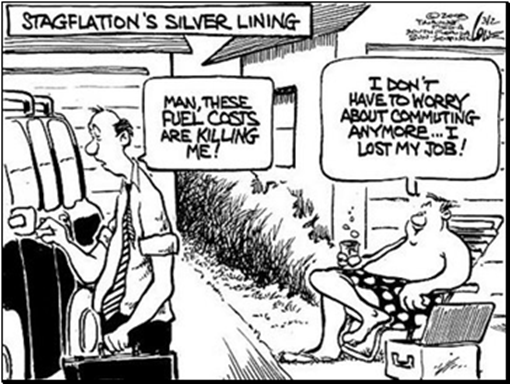 STAGFLATION'S SILVER LINING
MAN, THESE
FUEL COSTS
ARE KILLING
ME!
I DON'T
HAVE TO WORRY
ABOUT COMMUTING
ANYMORE... I
LOST MY JOB!